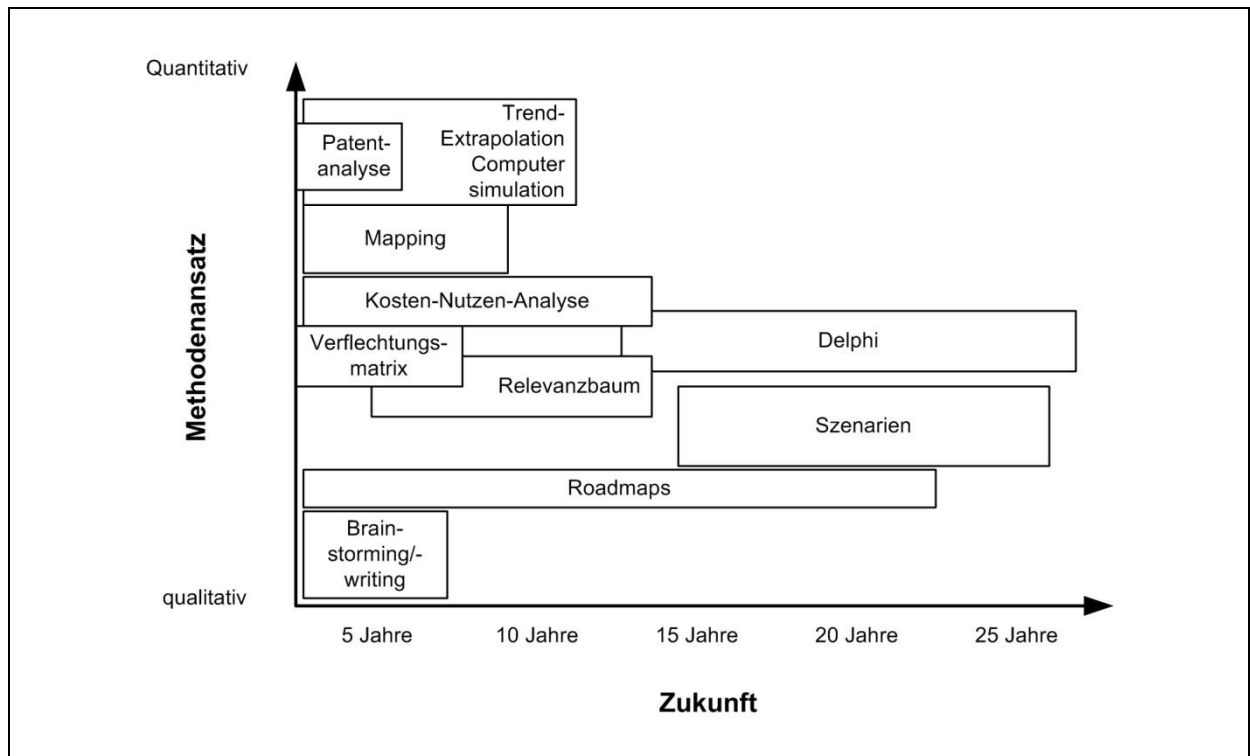 Quantitativ
Trend-
Extrapolation
Computer
simulation
Patent-
analyse
Mapping
Methodenansatz
Kosten-Nutzen-Analyse
Verflechtungs-
matrix
Delphi
Relevanzbaum
Szenarien
Roadmaps
Brain-
storming/-
writing
qualitativ
5 Jahre
10 Jahre
15 Jahre
20 Jahre
25 Jahre
Zukunft